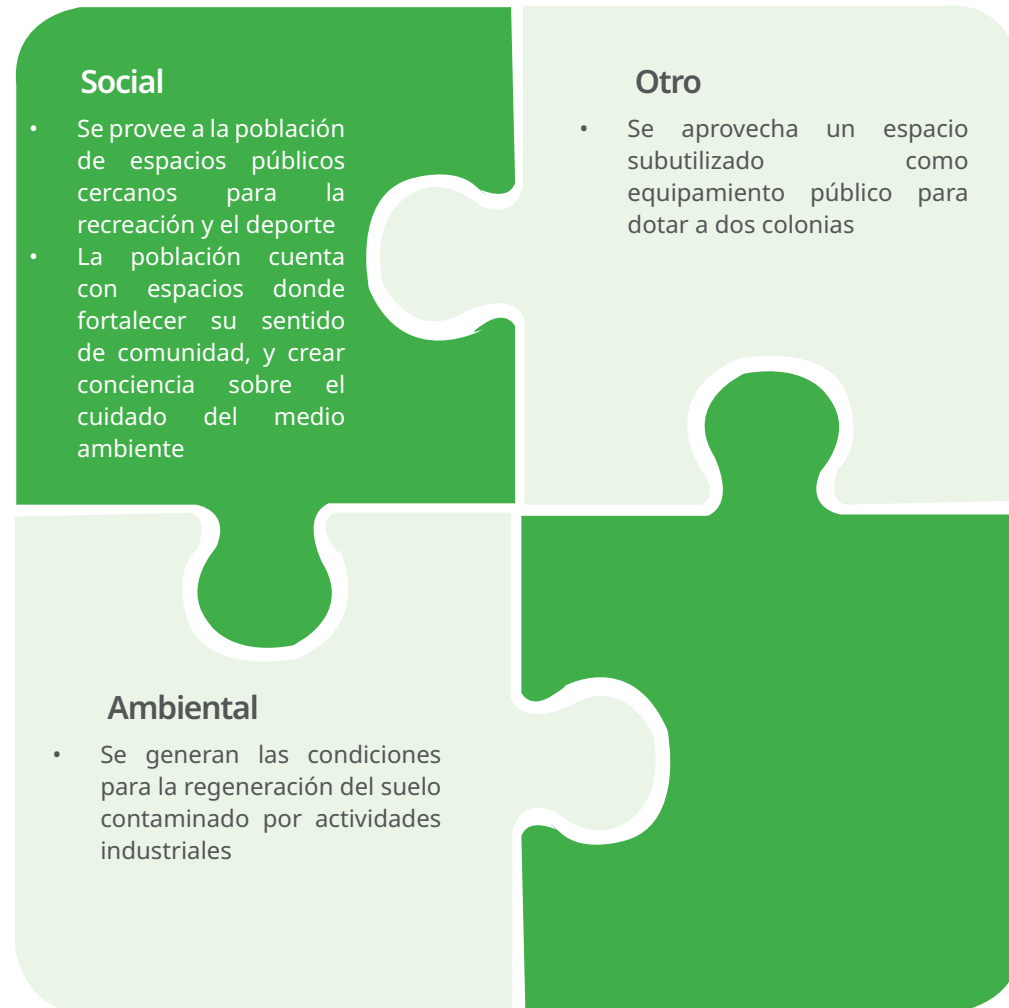 Social
• Se provee a la población
de espacios públicos
cercanos para la
recreación y el deporte
• La población cuenta
con espacios donde
fortalecer su sentido
de comunidad, y crear
conciencia sobre el
cuidado del medio
ambiente
Otro
• Se aprovecha un espacio
subutilizado como
equipamiento público para
dotar a dos colonias
Ambiental
• Se generan las condiciones
para la regeneración del suelo
contaminado por actividades
industriales